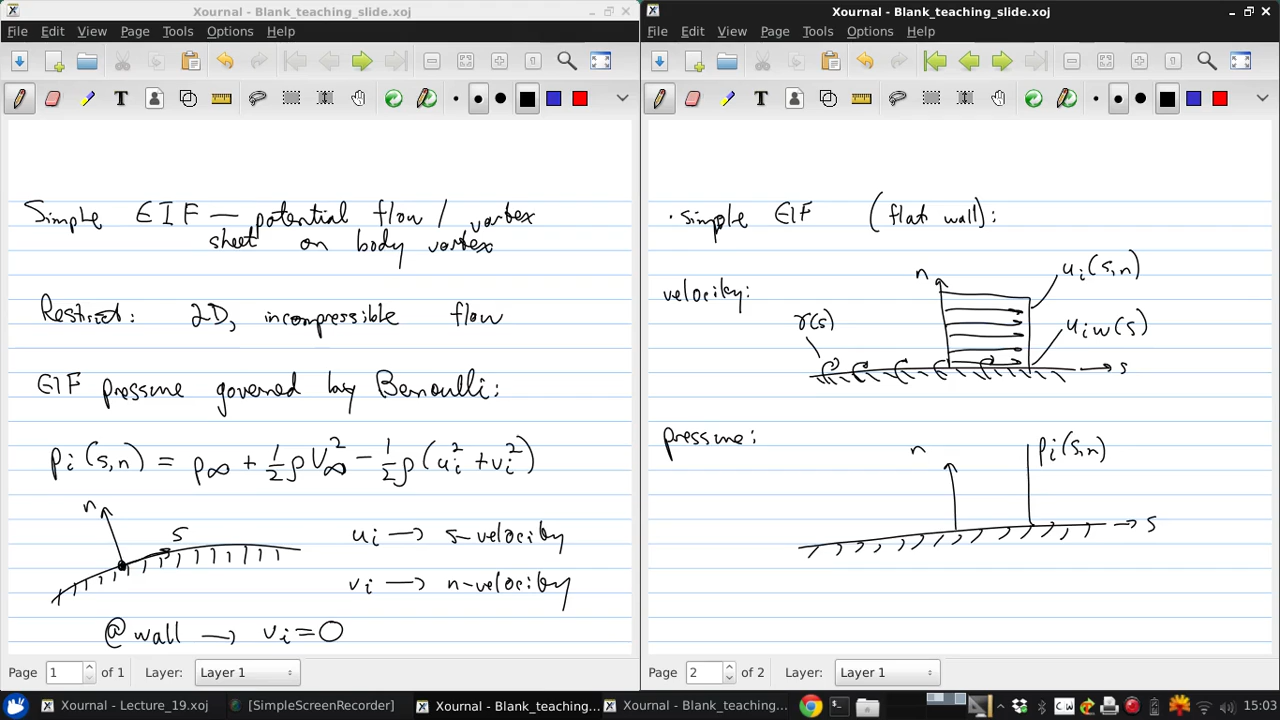 Xournal - Blank_teaching_slide.xoj
File Edit View Page Tools Options Help
Simple EIF — potential flow / vortex
sheet on body vortex
Restrict: 2D, incompressible flow
EIF pressure governed by Bernoulli:
pi (s,n) = p∞ + 1/2 ρ V∞² − 1/2 ρ (ui² + vi²)
n
s
ui → s-velocity
vi → n-velocity
@ wall → vi = 0
Page 1 of 1 Layer: Layer 1
Xournal - Blank_teaching_slide.xoj
File Edit View Page Tools Options Help
· simple EIF (flat wall):
velocity:
n
ui (s,n)
γ(s)
uiw (s)
s
pressure:
n
pi (s,n)
s
Page 2 of 2 Layer: Layer 1
Xournal - Lecture_19.xoj
[SimpleScreenRecorder]
Xournal - Blank_teaching_...
Xournal - Blank_teaching_...
15:03